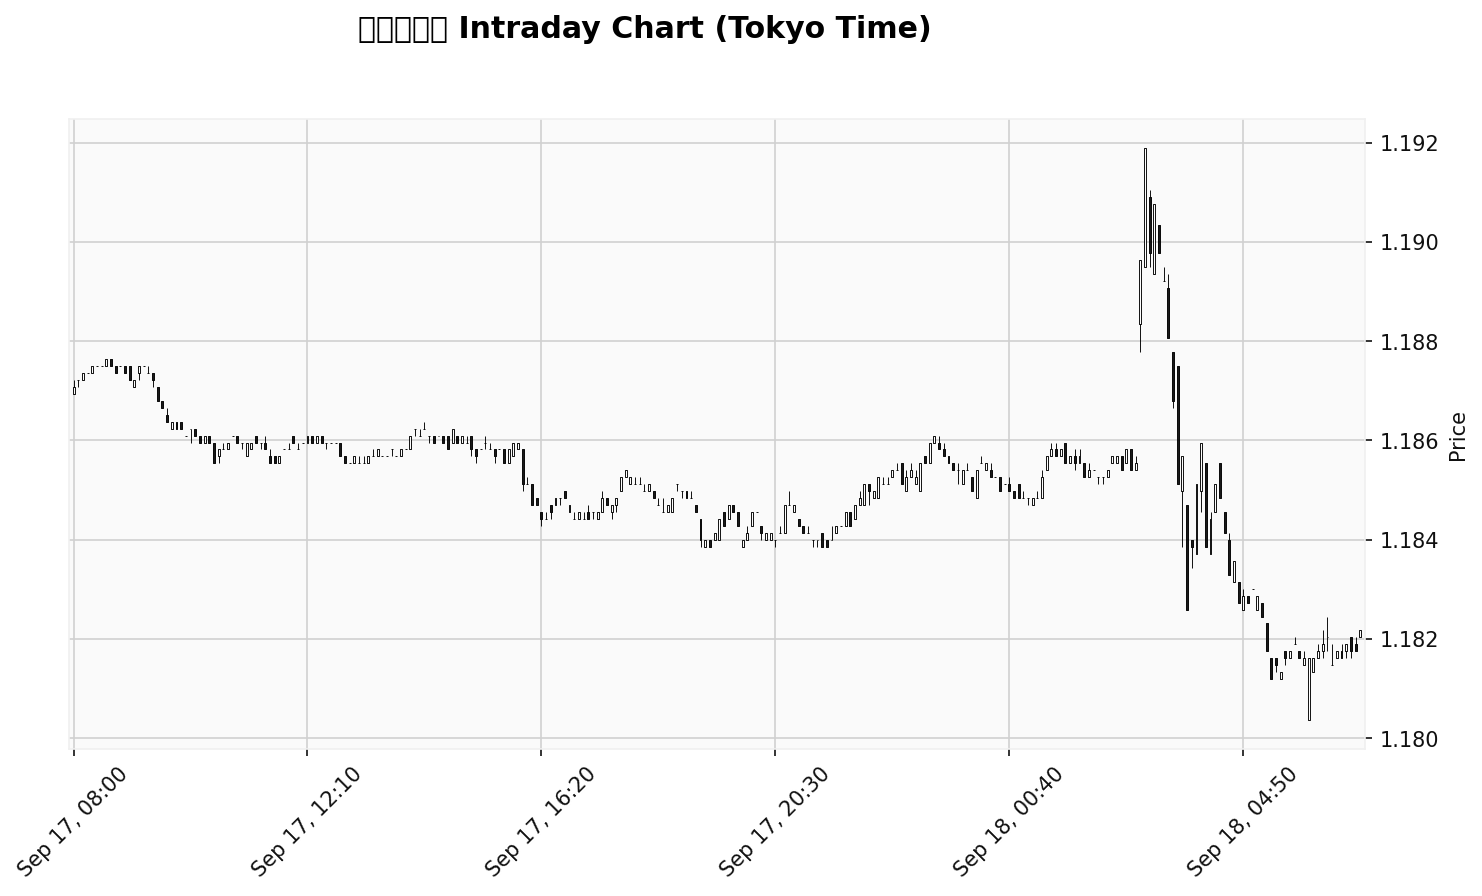 Intraday Chart (Tokyo Time)
1.192
1.190
1.188
1.186
1.184
1.182
1.180
Price
Sep 17, 08:00
Sep 17, 12:10
Sep 17, 16:20
Sep 17, 20:30
Sep 18, 00:40
Sep 18, 04:50